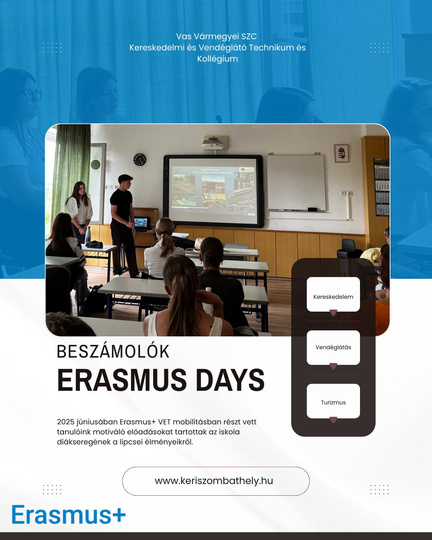 Vas Vármegyei SZC
Kereskedelmi és Vendéglátó Technikum és
Kollégium
Kereskedelem
BESZÁMOLÓK
Vendéglátás
ERASMUS DAYS
Turizmus
2025 júniusában Erasmus+ VET mobilitásban részt vett
tanulóink motiváló előadásokat tartottak az iskola
diákseregének a lipcsei élményeikről.
www.keriszombathely.hu
Erasmus+